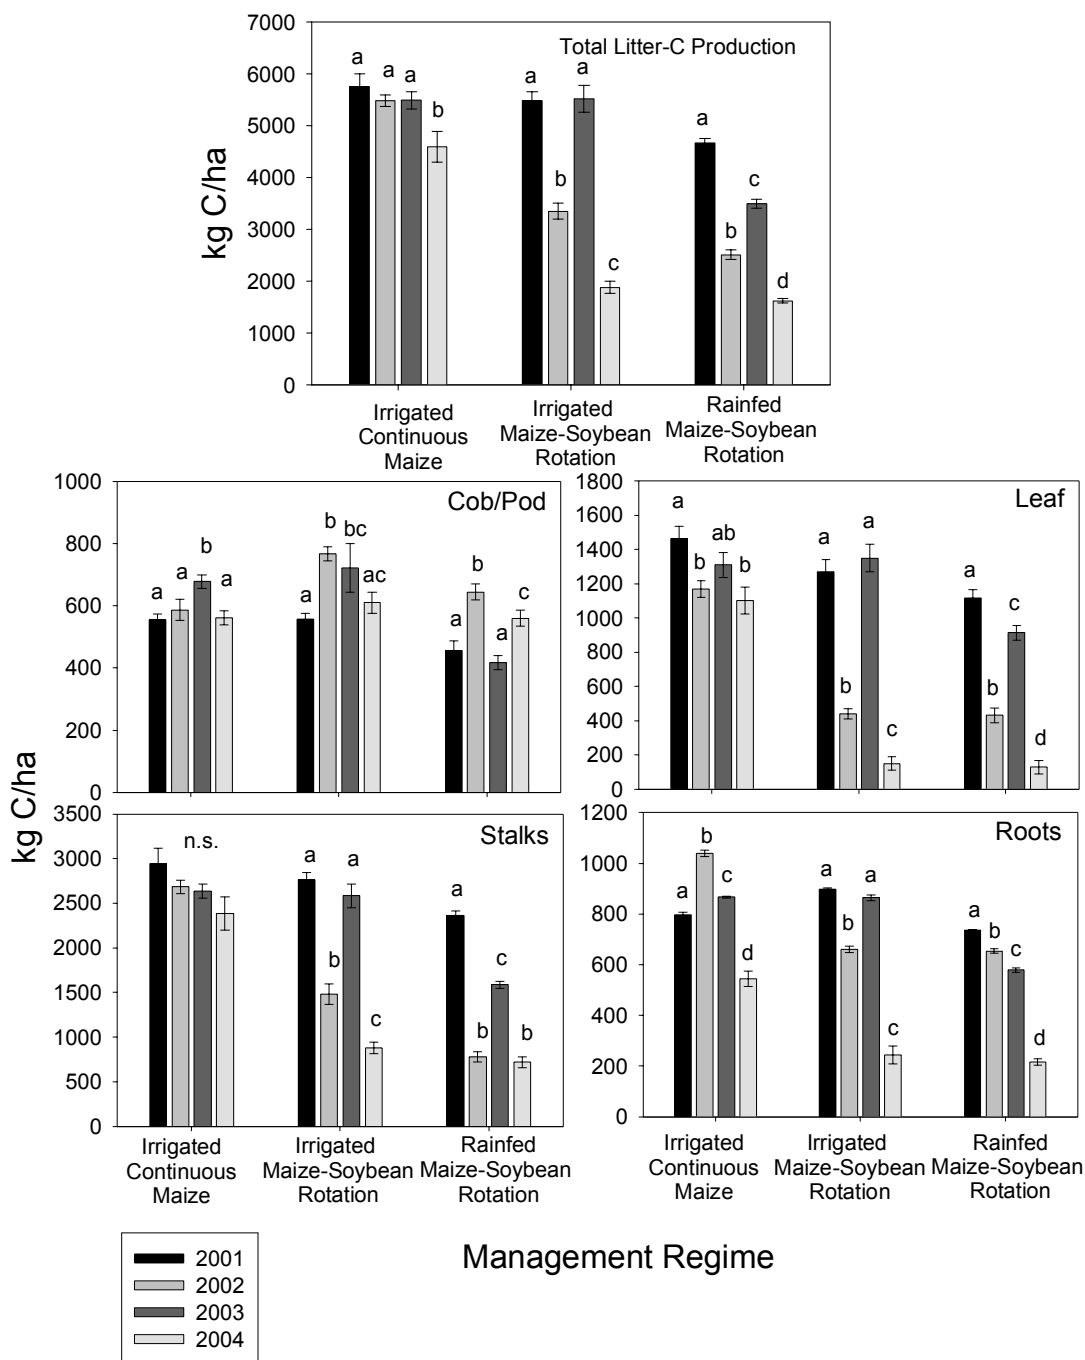 Total Litter-C Production
kg C/ha
7000
6000
5000
4000
3000
2000
1000
0
a a a b
a b a c
a b c d
Irrigated
Continuous
Maize
Irrigated
Maize-Soybean
Rotation
Rainfed
Maize-Soybean
Rotation
kg C/ha
Cob/Pod
1000
800
600
400
200
0
a a b a
a b bc ac
a b a c
Leaf
1800
1600
1400
1200
1000
800
600
400
200
0
a b ab b
a b a c
a b c d
Stalks
3500
3000
2500
2000
1500
1000
500
0
n.s.
a b a c
a b c b
Irrigated
Continuous
Maize
Irrigated
Maize-Soybean
Rotation
Rainfed
Maize-Soybean
Rotation
Roots
1200
1000
800
600
400
200
0
a b c d
a b a c
a b c d
Irrigated
Continuous
Maize
Irrigated
Maize-Soybean
Rotation
Rainfed
Maize-Soybean
Rotation
Management Regime
2001
2002
2003
2004